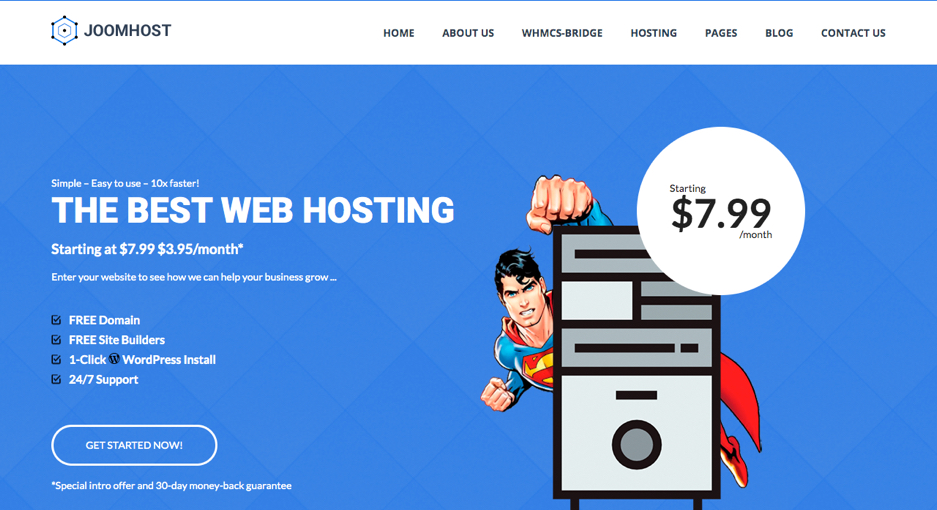 JOOMHOST
HOME ABOUT US WHMCS-BRIDGE HOSTING PAGES BLOG CONTACT US
Simple – Easy to use – 10x faster!
THE BEST WEB HOSTING
Starting at $7.99 $3.95/month*
Enter your website to see how we can help your business grow ...
FREE Domain
FREE Site Builders
1-Click WordPress Install
24/7 Support
GET STARTED NOW!
*Special intro offer and 30-day money-back guarantee
Starting
$7.99
/month